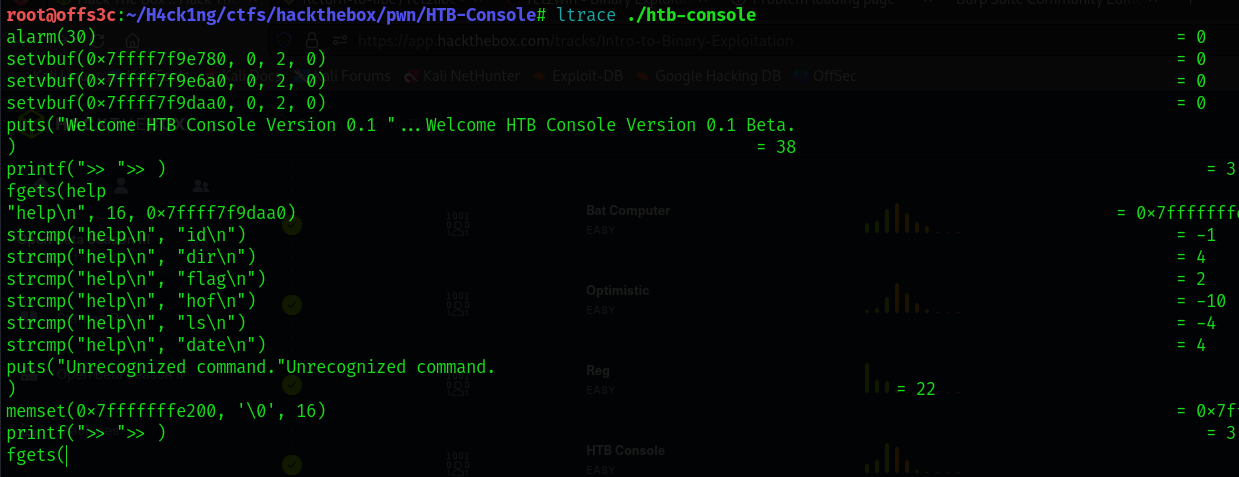 root@offs3c:~/H4ck1ng/ctfs/hackthebox/pwn/HTB-Console# ltrace ./htb-console
alarm(30) = 0
setvbuf(0×7ffff7f9e780, 0, 2, 0) = 0
https://app.hackthebox.com/tracks/Intro-to-Binary-Exploitation
setvbuf(0×7ffff7f9e6a0, 0, 2, 0) = 0
Kali Forums Kali NetHunter Exploit-DB Google Hacking DB OffSec
setvbuf(0×7ffff7f9daa0, 0, 2, 0) = 0
puts("Welcome HTB Console Version 0.1 "...Welcome HTB Console Version 0.1 Beta.
) = 38
printf(">> ">> ) = 3
fgets(help
"help\n", 16, 0×7ffff7f9daa0) = 0×7fffffffe
Bat Computer
EASY
strcmp("help\n", "id\n") = -1
strcmp("help\n", "dir\n") = 4
strcmp("help\n", "flag\n") = 2
Optimistic
EASY
strcmp("help\n", "hof\n") = -10
strcmp("help\n", "ls\n") = -4
strcmp("help\n", "date\n") = 4
puts("Unrecognized command."Unrecognized command.
Reg
EASY
) = 22
memset(0×7fffffffe200, '\0', 16) = 0×7f
printf(">> ">> ) = 3
HTB Console
EASY
fgets(